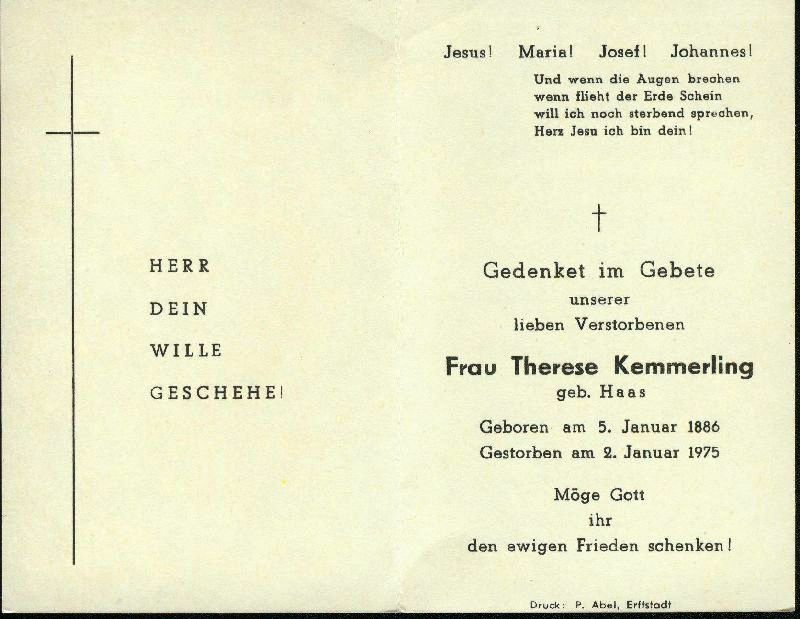 HERR
DEIN
WILLE
GESCHEHE!
Jesus! Maria! Josef! Johannes!
Und wenn die Augen brechen
wenn flieht der Erde Schein
will ich noch sterbend sprechen,
Herz Jesu ich bin dein!
Gedenket im Gebete
unserer
lieben Verstorbenen
Frau Therese Kemmerling
geb. Haas
Geboren am 5. Januar 1886
Gestorben am 2. Januar 1975
Möge Gott
ihr
den ewigen Frieden schenken!
Druck: P. Abel, Erftstadt